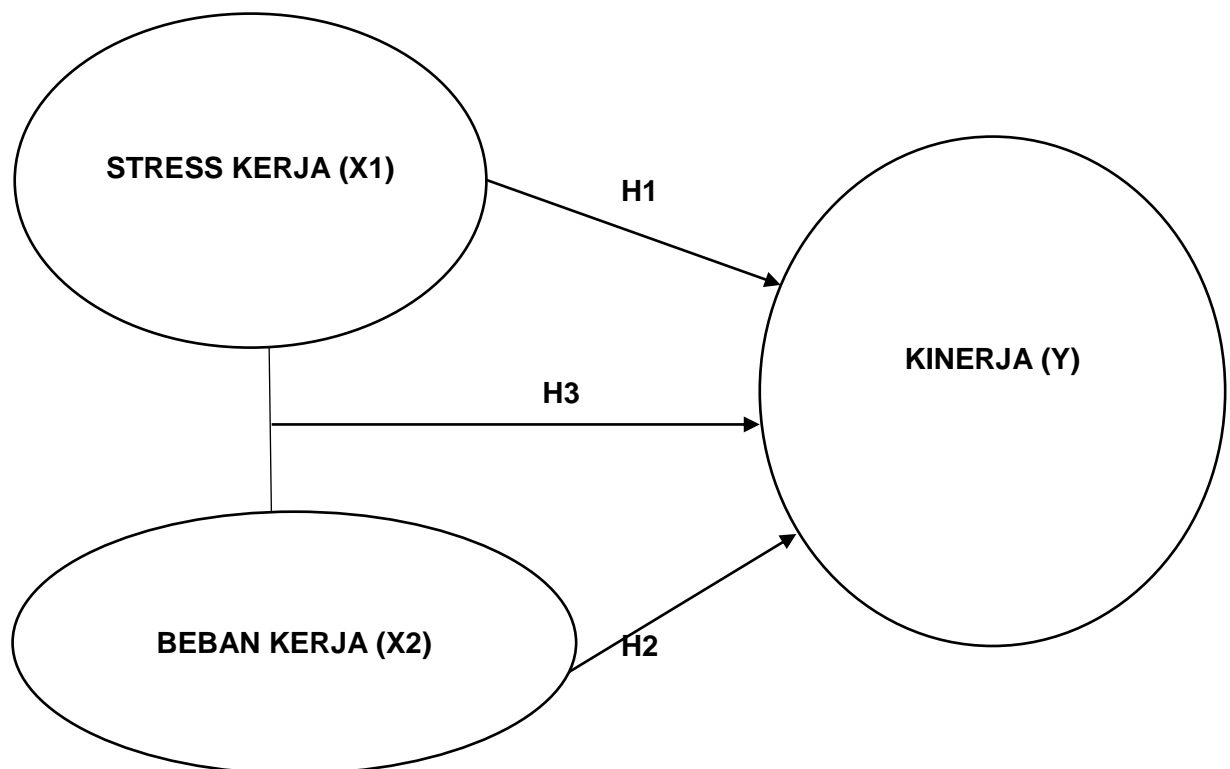 STRESS KERJA (X1)
H1
KINERJA (Y)
H3
BEBAN KERJA (X2)
H2